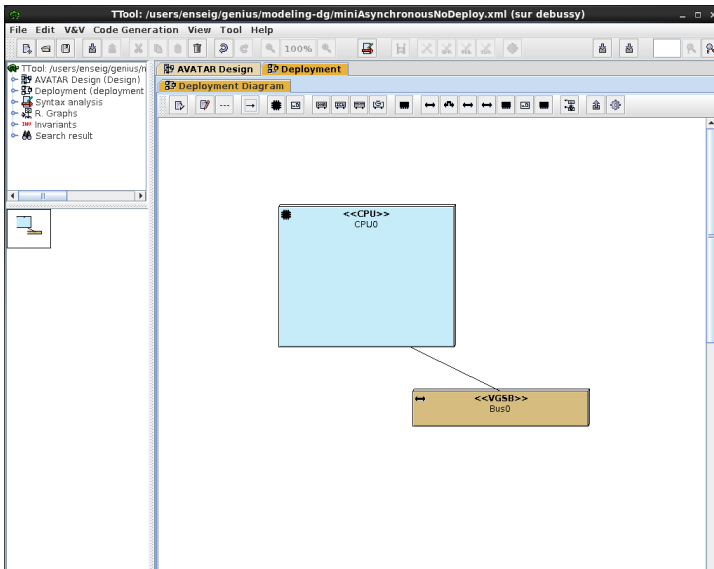 TTool: /users/enseig/genius/modeling-dg/miniAsynchronousNoDeploy.xml (sur debussy)
File Edit V&V Code Generation View Tool Help
100%
TTool: /users/enseig/genius/n
AVATAR Design (Design)
Deployment (deployment
Syntax analysis
R. Graphs
Invariants
Search result
AVATAR Design Deployment
Deployment Diagram
<<CPU>>
CPU0
<<VGSB>>
Bus0